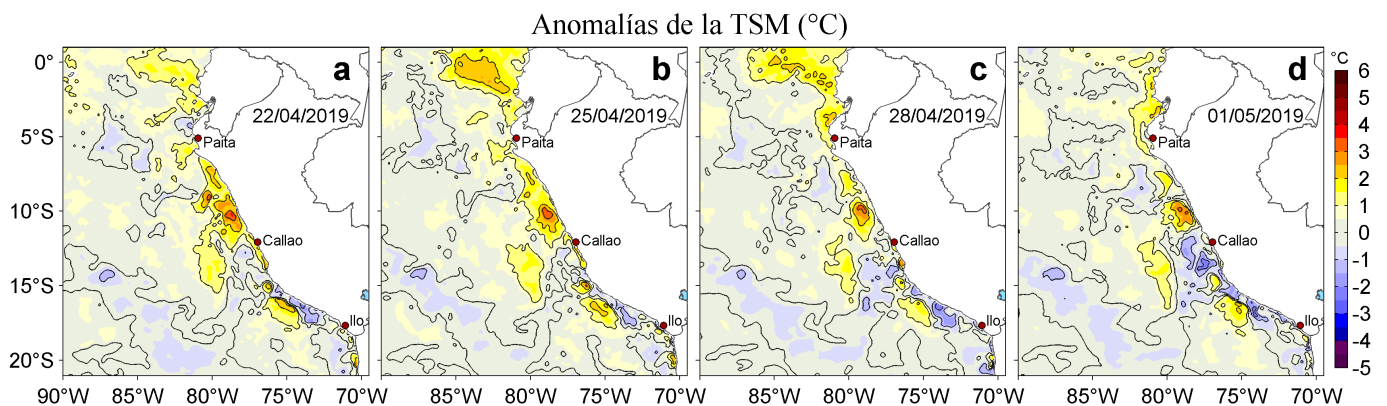 Anomalías de la TSM (°C)
a
b
c
d
22/04/2019
25/04/2019
28/04/2019
01/05/2019
Paita
Callao
Ilo
Paita
Callao
Ilo
Paita
Callao
Ilo
Paita
Callao
Ilo
0°
5°S
10°S
15°S
20°S
90°W 85°W 80°W 75°W 70°W
85°W 80°W 75°W 70°W
85°W 80°W 75°W 70°W
85°W 80°W 75°W 70°W
°C
6
5
4
3
2
1
0
−1
−2
−3
−4
−5